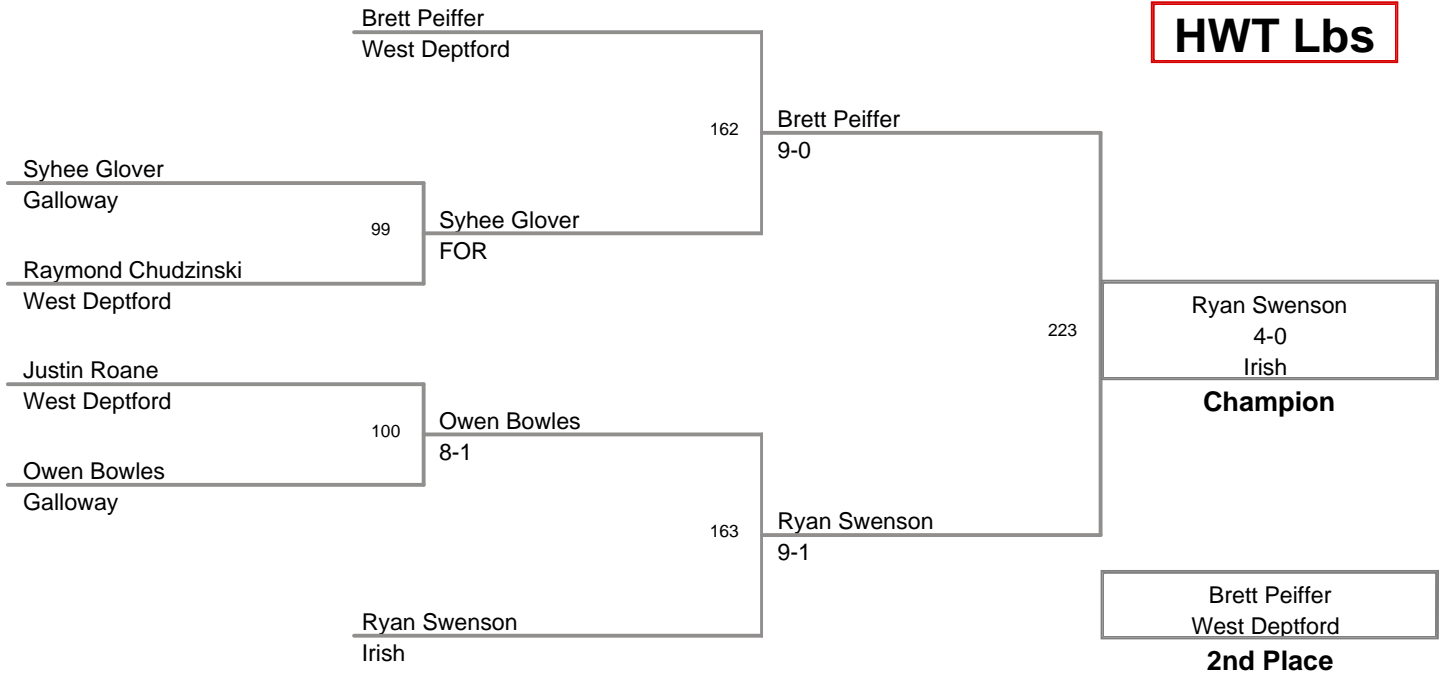 Brett Peiffer
West Deptford
HWT Lbs
162
Brett Peiffer
9-0
Syhee Glover
Galloway
99
Syhee Glover
FOR
Raymond Chudzinski
West Deptford
223
Ryan Swenson
4-0
Irish
Champion
Justin Roane
West Deptford
100
Owen Bowles
8-1
Owen Bowles
Galloway
163
Ryan Swenson
9-1
Ryan Swenson
Irish
Brett Peiffer
West Deptford
2nd Place